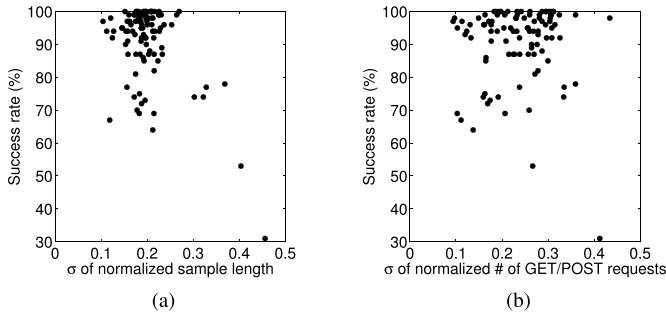 100
90
80
70
60
50
40
30
Success rate (%)
0 0.1 0.2 0.3 0.4 0.5
σ of normalized sample length
(a)
100
90
80
70
60
50
40
30
Success rate (%)
0 0.1 0.2 0.3 0.4 0.5
σ of normalized # of GET/POST requests
(b)